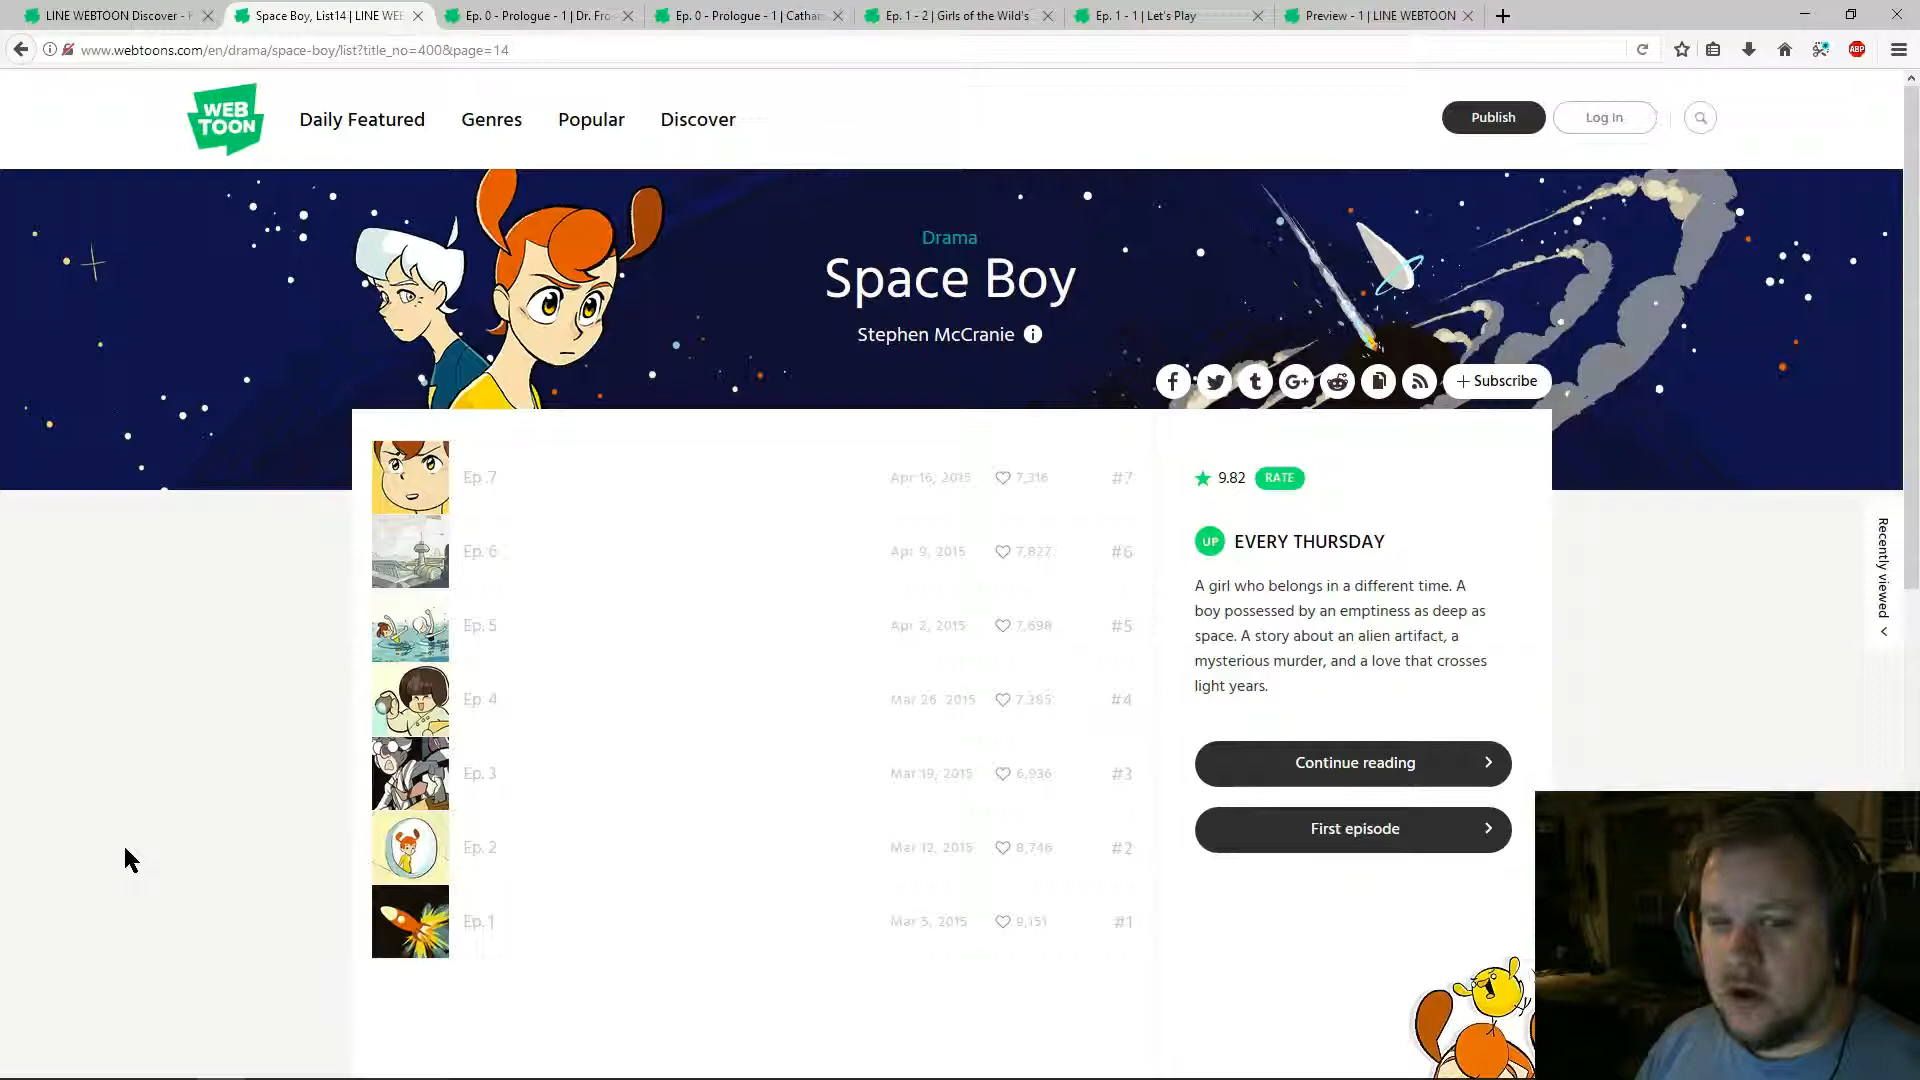 LINE WEBTOON Discover -
Space Boy, List14 | LINE WEB
Ep. 0 - Prologue - 1 | Dr. Fros
Ep. 0 - Prologue - 1 | Cathar
Ep. 1 - 2 | Girls of the Wild's
Ep. 1 - 1 | Let's Play
Preview - 1 | LINE WEBTOON
www.webtoons.com/en/drama/space-boy/list?title_no=400&page=14
ABP
WEB
TOON
Daily Featured
Genres
Popular
Discover
Publish
Log In
Drama
Space Boy
Stephen McCranie
+ Subscribe
Ep. 7 Apr 16, 2015 7,316 #7
Ep. 6 Apr 9, 2015 7,827 #6
Ep. 5 Apr 2, 2015 7,698 #5
Ep. 4 Mar 26, 2015 7,285 #4
Ep. 3 Mar 19, 2015 6,936 #3
Ep. 2 Mar 12, 2015 8,746 #2
Ep. 1 Mar 5, 2015 9,151 #1
9.82 RATE
UP EVERY THURSDAY
A girl who belongs in a different time. A
boy possessed by an emptiness as deep as
space. A story about an alien artifact, a
mysterious murder, and a love that crosses
light years.
Continue reading
First episode
Recently viewed